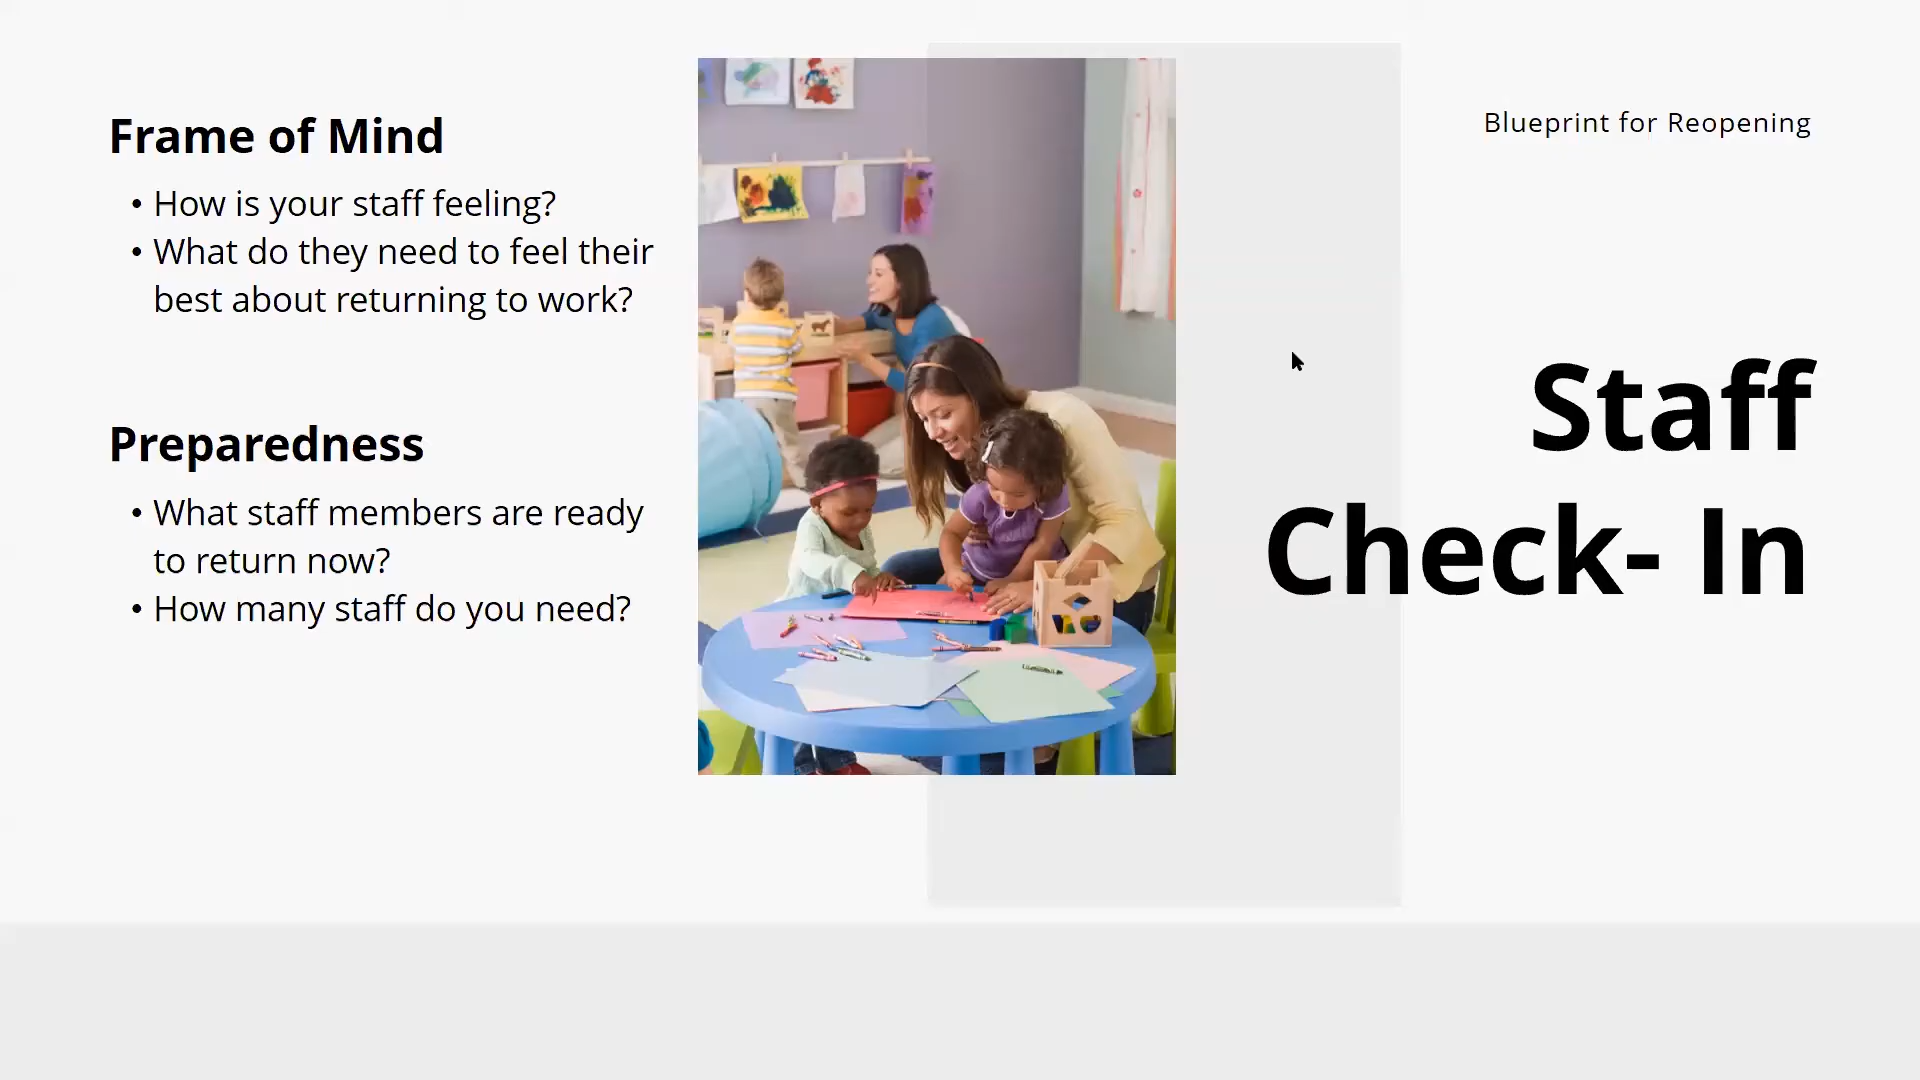 Frame of Mind
• How is your staff feeling?
• What do they need to feel their
best about returning to work?
Preparedness
• What staff members are ready
to return now?
• How many staff do you need?
Blueprint for Reopening
Staff
Check- In